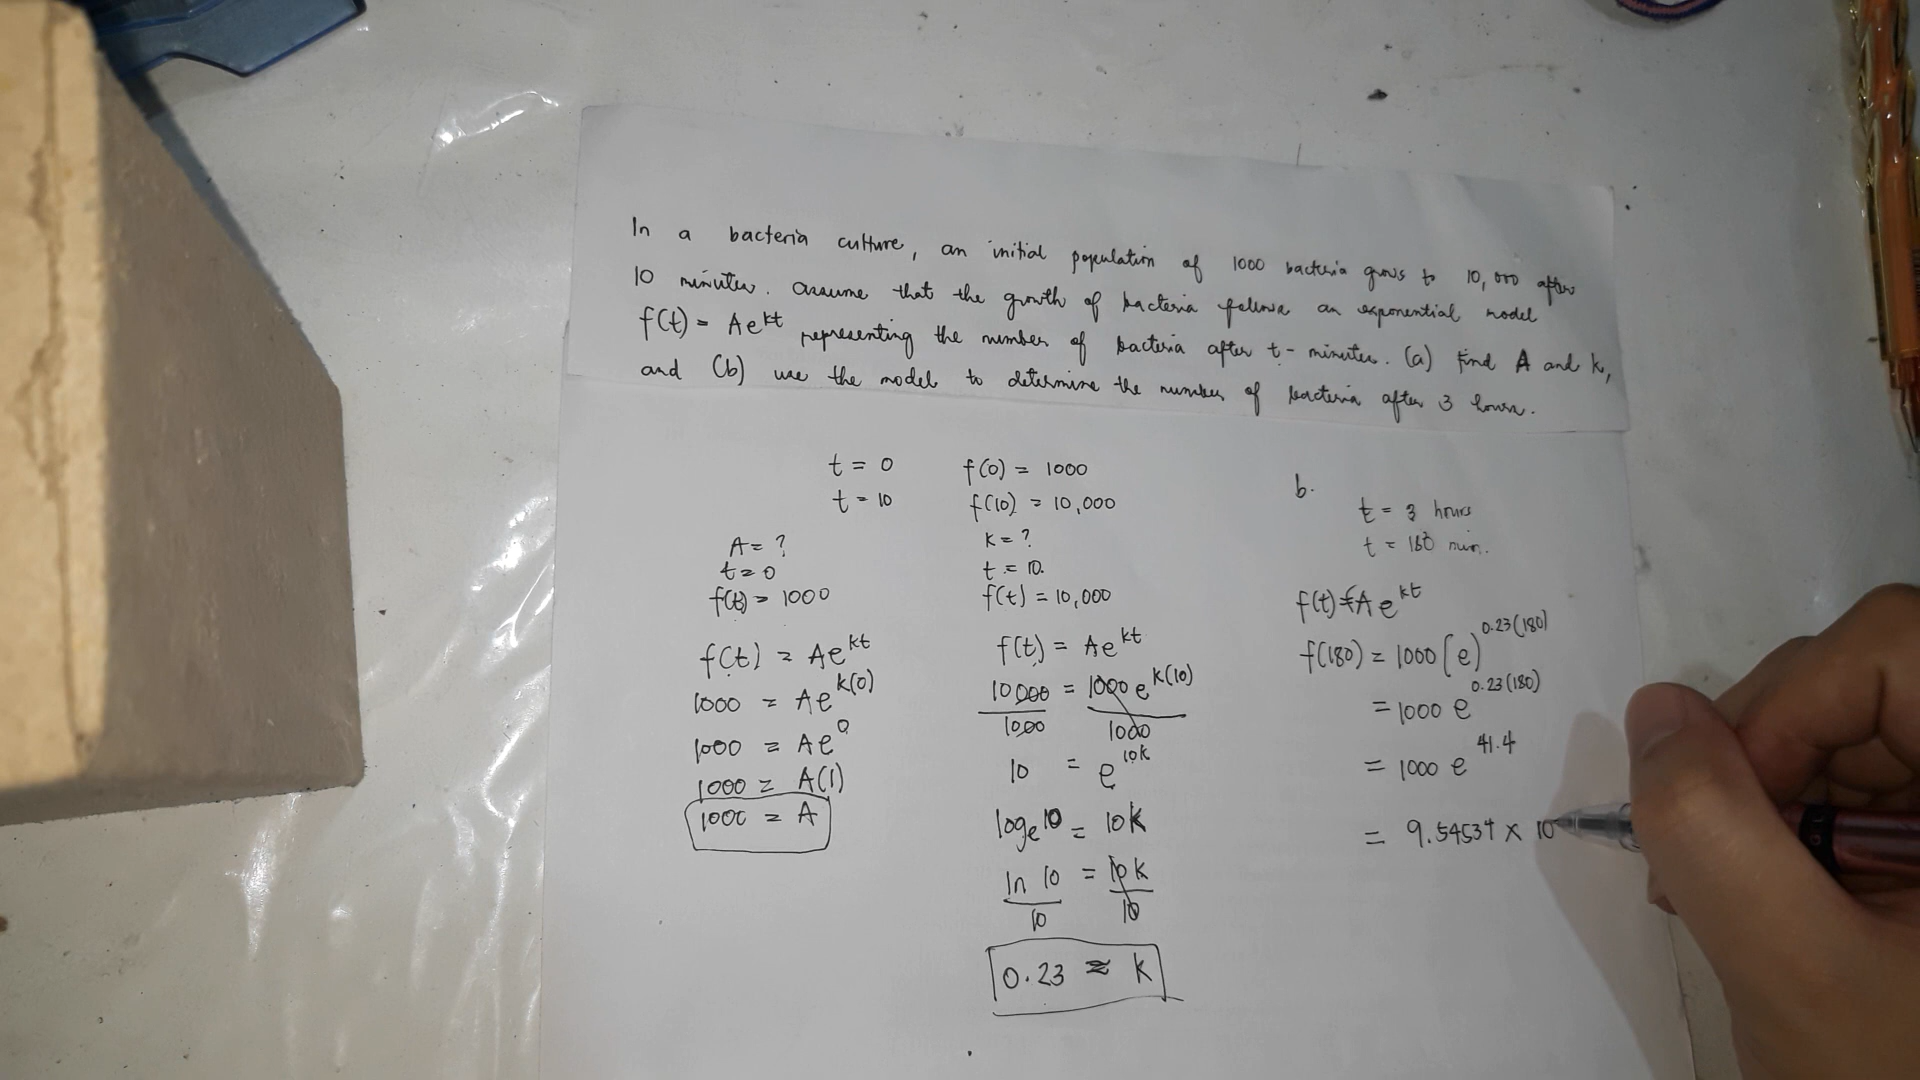 In a bacteria culture, an initial population of 1000 bacteria grows to 10,000 after
10 minutes. Assume that the growth of bacteria follows an exponential model
f(t) = Ae^kt representing the number of bacteria after t-minutes. (a) Find A and k,
and (b) use the model to determine the number of bacteria after 3 hours.
t = 0
t = 10
f(0) = 1000
f(10) = 10,000
A = ?
t = 0
f(t) = 1000
f(t) = Ae^kt
1000 = Ae^k(0)
1000 = Ae^0
1000 = A(1)
1000 = A
k = ?
t = 10.
f(t) = 10,000
f(t) = Ae^kt
10000 = 1000e^k(10)
1000 1000
10 = e^10k
log_e 10 = 10k
ln 10 = 10k
10 10
0.23 ≈ k
b.
t = 3 hours
t = 180 min.
f(t) = Ae^kt
f(180) = 1000(e)^0.23(180)
= 1000 e^0.23(180)
= 1000 e^41.4
= 9.54534 × 10